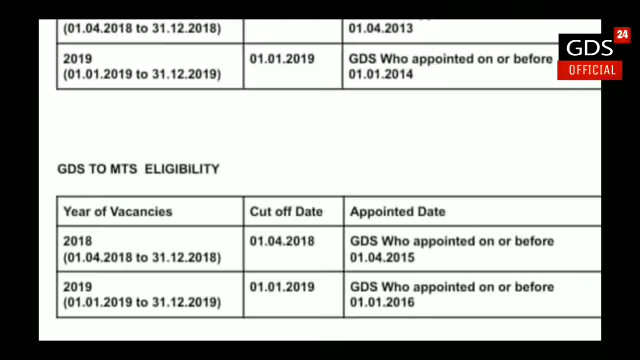 (01.04.2018 to 31.12.2018)
01.04.2013
2019
(01.01.2019 to 31.12.2019)
01.01.2019
GDS Who appointed on or before
01.01.2014
GDS 24
OFFICIAL
GDS TO MTS ELIGIBILITY
Year of Vacancies
Cut off Date
Appointed Date
2018
(01.04.2018 to 31.12.2018)
01.04.2018
GDS Who appointed on or before
01.04.2015
2019
(01.01.2019 to 31.12.2019)
01.01.2019
GDS Who appointed on or before
01.01.2016